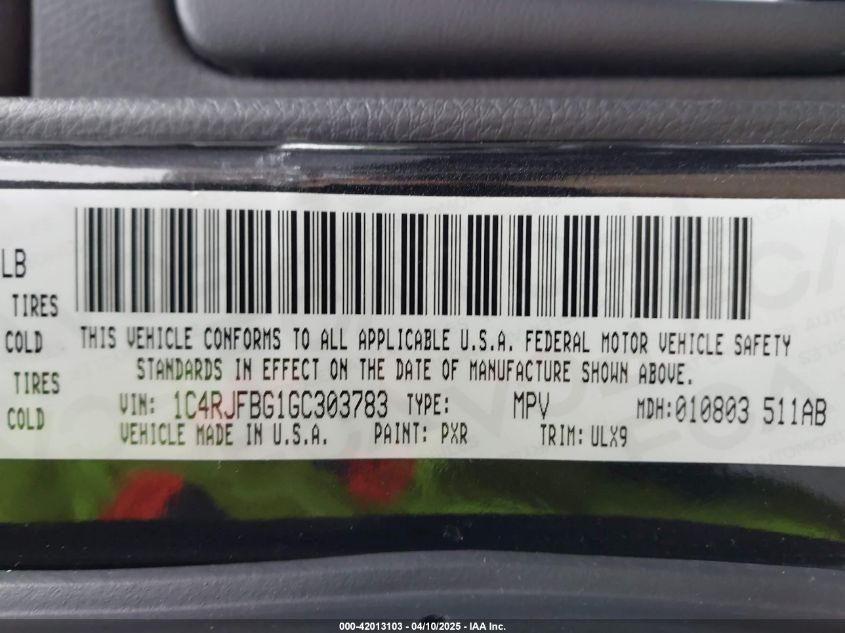 LB
TIRES
COLD
TIRES
COLD
THIS VEHICLE CONFORMS TO ALL APPLICABLE U.S.A. FEDERAL MOTOR VEHICLE SAFETY
STANDARDS IN EFFECT ON THE DATE OF MANUFACTURE SHOWN ABOVE.
VIN: 1C4RJFBG1GC303783 TYPE: MPV MDH:010803 511AB
VEHICLE MADE IN U.S.A. PAINT: PXR TRIM: ULX9
000-42013103 - 04/10/2025 - IAA Inc.